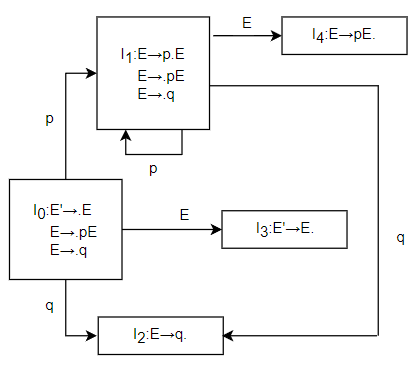 E
I1:E→p.E
E→.pE
E→.q
I4:E→pE.
p
p
I0:E'→.E
E→.pE
E→.q
E
I3:E'→E.
q
q
I2:E→q.